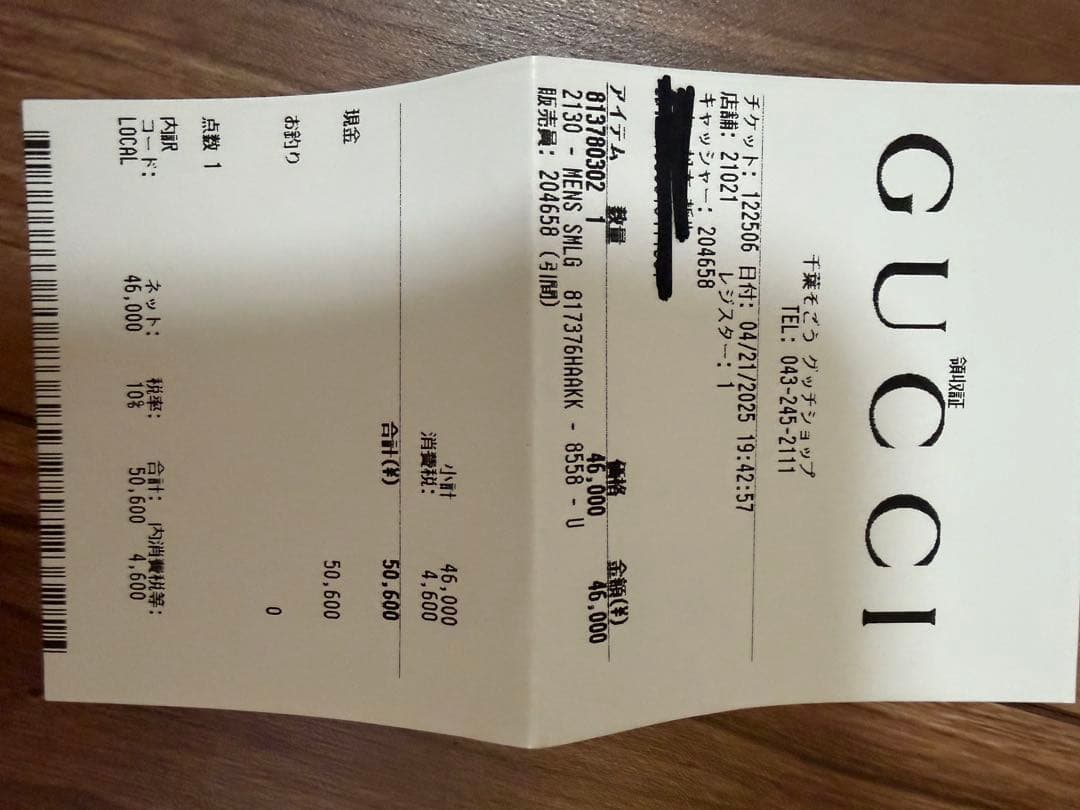 GUCCI
領収証
千葉そごう グッチショップ
TEL: 043-245-2111
チケット: 122506 日付: 04/21/2025 19:42:57
店舗: 21021 レジスター: 1
キャッシャー: 204658
アイテム 数量 価格 金額(¥)
813780302 1 46,000 46,000
2130 - MENS SMLG 817376HAAKK - 8558 - U
販売員: 204658 (引間)
小計 46,000
消費税: 4,600
合計(¥) 50,600
現金 50,600
お釣り 0
点数 1
内訳
コード: ネット: 税率: 合計: 内消費税等:
LOCAL 46,000 10% 50,600 4,600